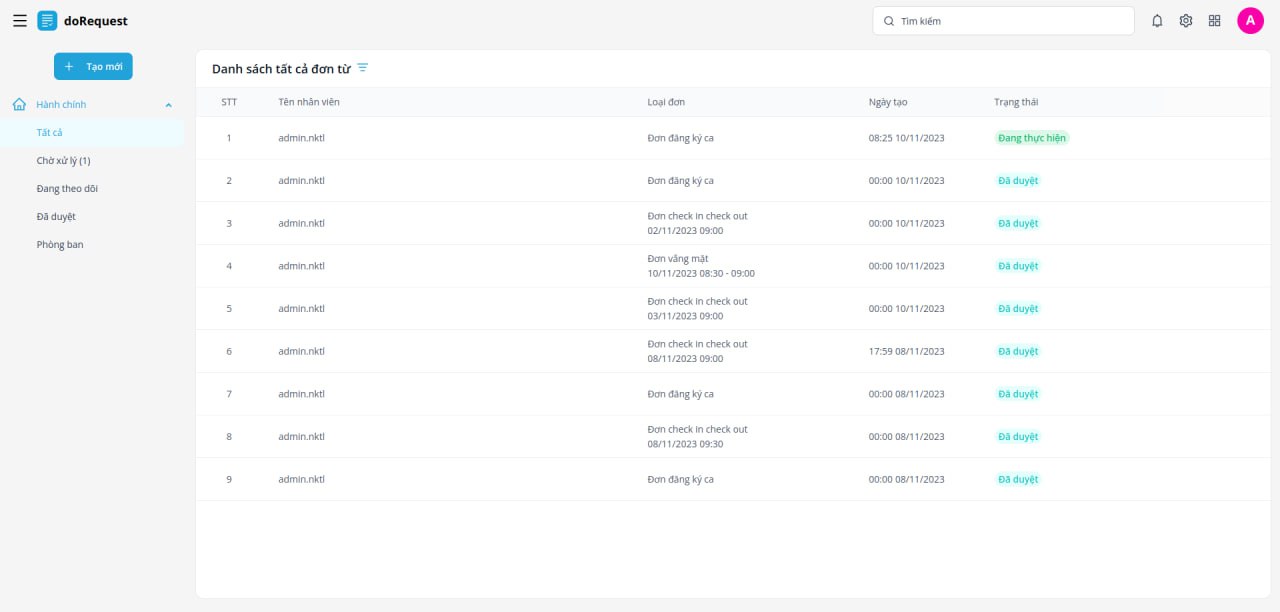 doRequest
Tìm kiếm
A
Tạo mới
Hành chính
Tất cả
Chờ xử lý (1)
Đang theo dõi
Đã duyệt
Phòng ban
Danh sách tất cả đơn từ
STT Tên nhân viên Loại đơn Ngày tạo Trạng thái
1 admin.nktl Đơn đăng ký ca 08:25 10/11/2023 Đang thực hiện
2 admin.nktl Đơn đăng ký ca 00:00 10/11/2023 Đã duyệt
3 admin.nktl Đơn check in check out 00:00 10/11/2023 Đã duyệt
02/11/2023 09:00
4 admin.nktl Đơn vắng mặt 00:00 10/11/2023 Đã duyệt
10/11/2023 08:30 - 09:00
5 admin.nktl Đơn check in check out 00:00 10/11/2023 Đã duyệt
03/11/2023 09:00
6 admin.nktl Đơn check in check out 17:59 08/11/2023 Đã duyệt
08/11/2023 09:00
7 admin.nktl Đơn đăng ký ca 00:00 08/11/2023 Đã duyệt
8 admin.nktl Đơn check in check out 00:00 08/11/2023 Đã duyệt
08/11/2023 09:30
9 admin.nktl Đơn đăng ký ca 00:00 08/11/2023 Đã duyệt